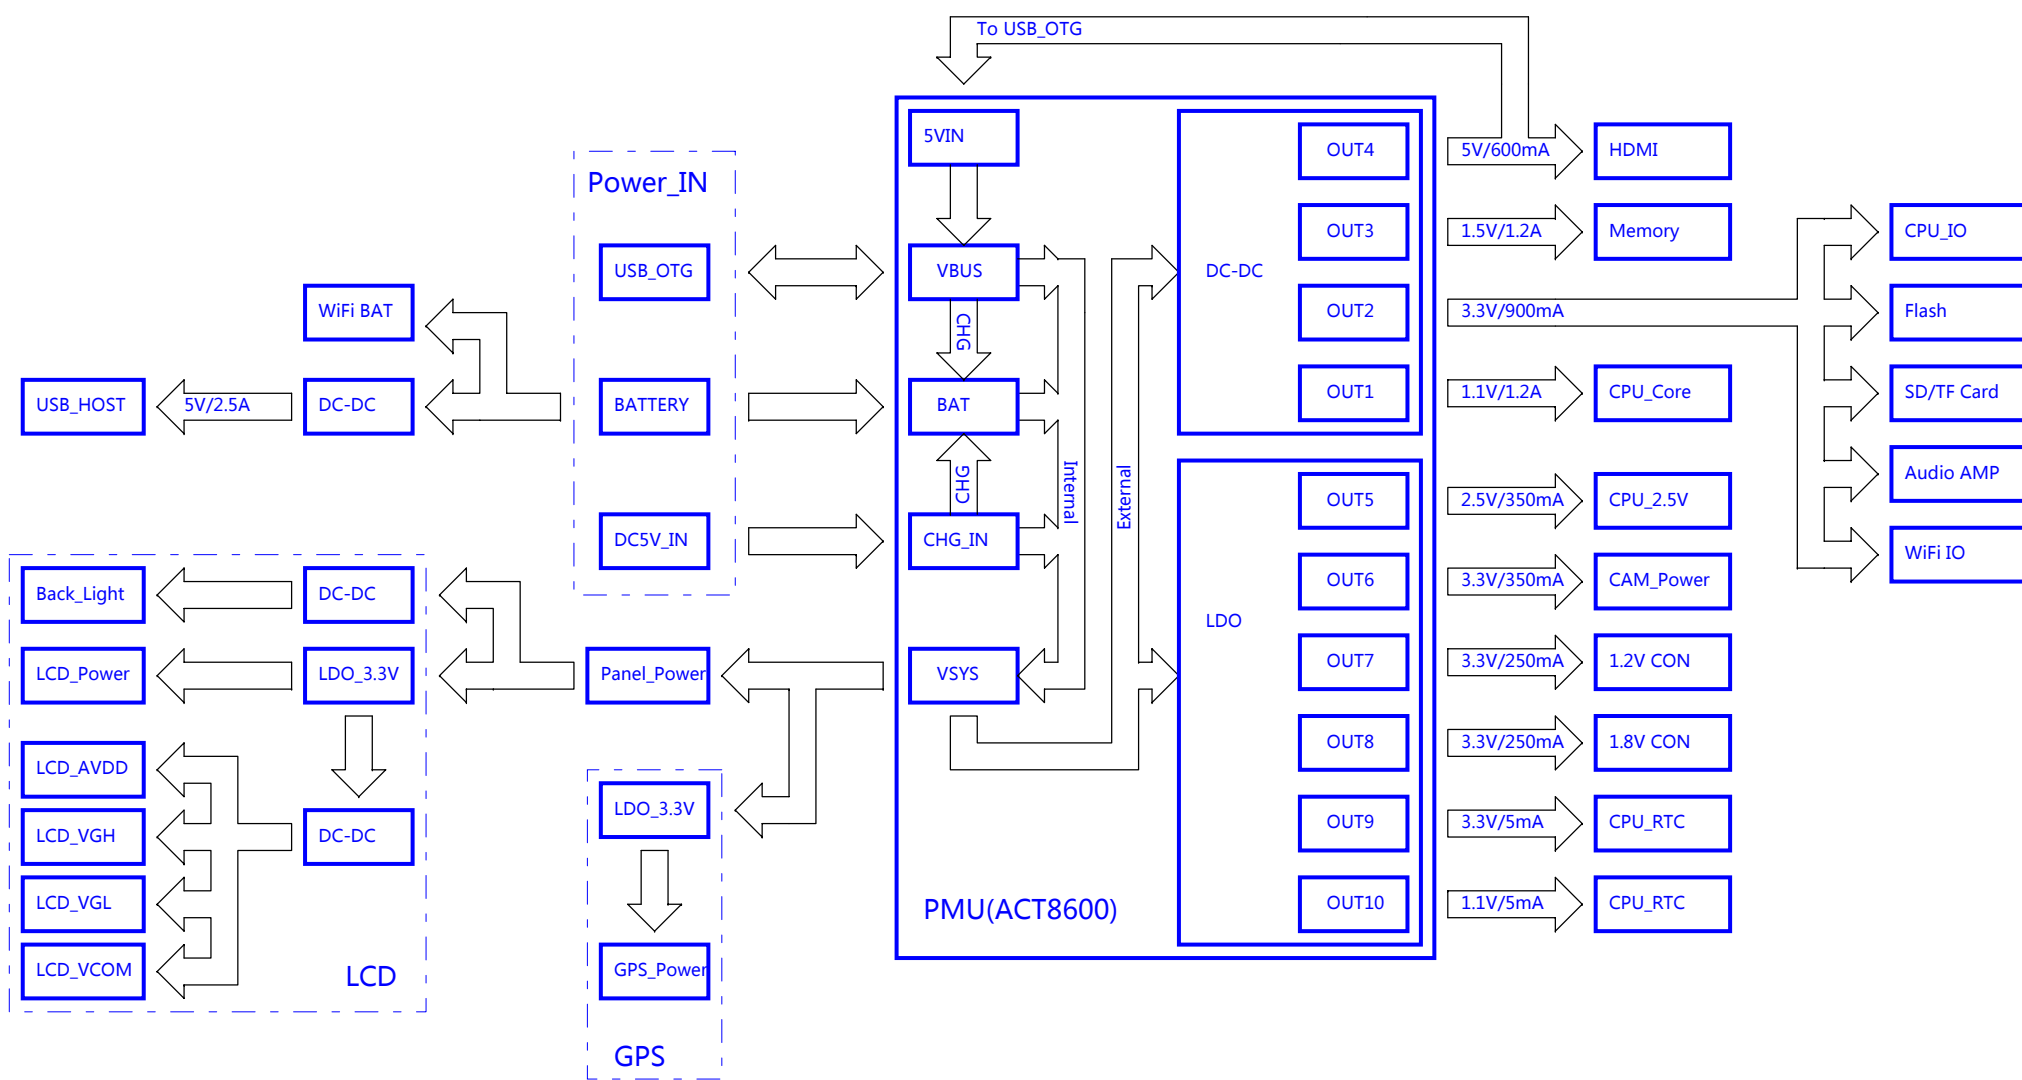 To USB_OTG
5VIN
OUT4
5V/600mA
HDMI
Power_IN
OUT3
1.5V/1.2A
Memory
CPU_IO
USB_OTG
VBUS
DC-DC
WiFi BAT
CHG
OUT2
3.3V/900mA
Flash
USB_HOST
5V/2.5A
DC-DC
BATTERY
BAT
OUT1
1.1V/1.2A
CPU_Core
SD/TF Card
CHG
Internal
External
OUT5
2.5V/350mA
CPU_2.5V
Audio AMP
DC5V_IN
CHG_IN
WiFi IO
Back_Light
DC-DC
OUT6
3.3V/350mA
CAM_Power
LDO
LCD_Power
LDO_3.3V
Panel_Power
VSYS
OUT7
3.3V/250mA
1.2V CON
LCD_AVDD
OUT8
3.3V/250mA
1.8V CON
LDO_3.3V
LCD_VGH
DC-DC
OUT9
3.3V/5mA
CPU_RTC
LCD_VGL
PMU(ACT8600)
OUT10
1.1V/5mA
CPU_RTC
LCD_VCOM
LCD
GPS_Power
GPS